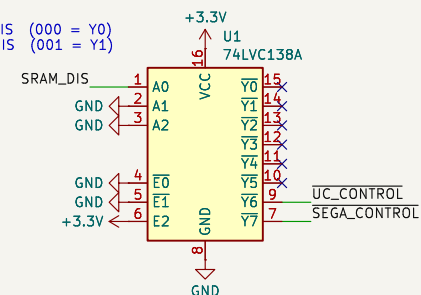 +3.3V
IS (000 = Y0)
IS (001 = Y1)
U1
74LVC138A
16
VCC
SRAM_DIS 1 A0 Y0 15
GND 2 A1 Y1 14
GND 3 A2 Y2 13
Y3 12
Y4 11
GND 4 E0 Y5 10
GND 5 E1 Y6 9 UC_CONTROL
+3.3V 6 E2 Y7 7 SEGA_CONTROL
GND
8
GND